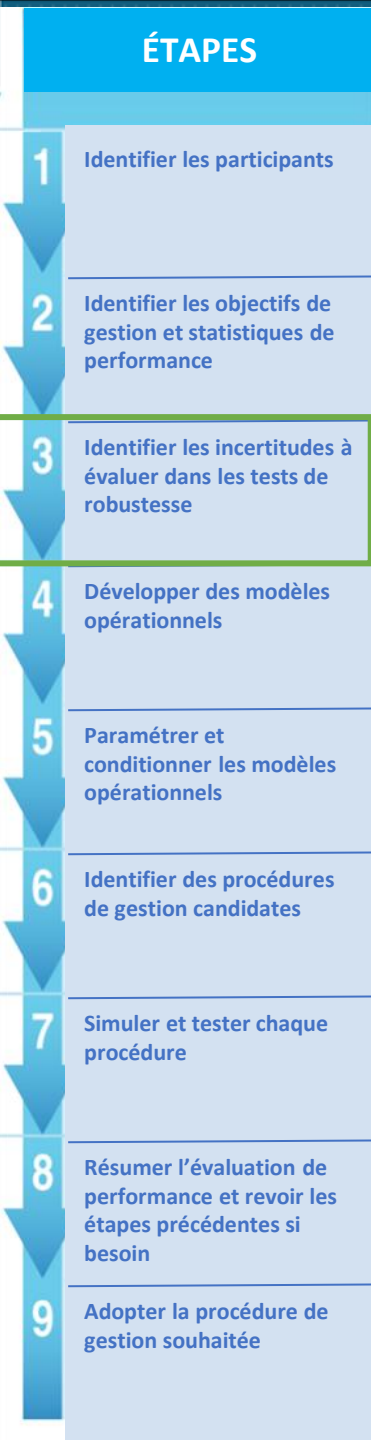 ÉTAPES
1
Identifier les participants
2
Identifier les objectifs de
gestion et statistiques de
performance
3
Identifier les incertitudes à
évaluer dans les tests de
robustesse
4
Développer des modèles
opérationnels
5
Paramétrer et
conditionner les modèles
opérationnels
6
Identifier des procédures
de gestion candidates
7
Simuler et tester chaque
procédure
8
Résumer l’évaluation de
performance et revoir les
étapes précédentes si
besoin
9
Adopter la procédure de
gestion souhaitée